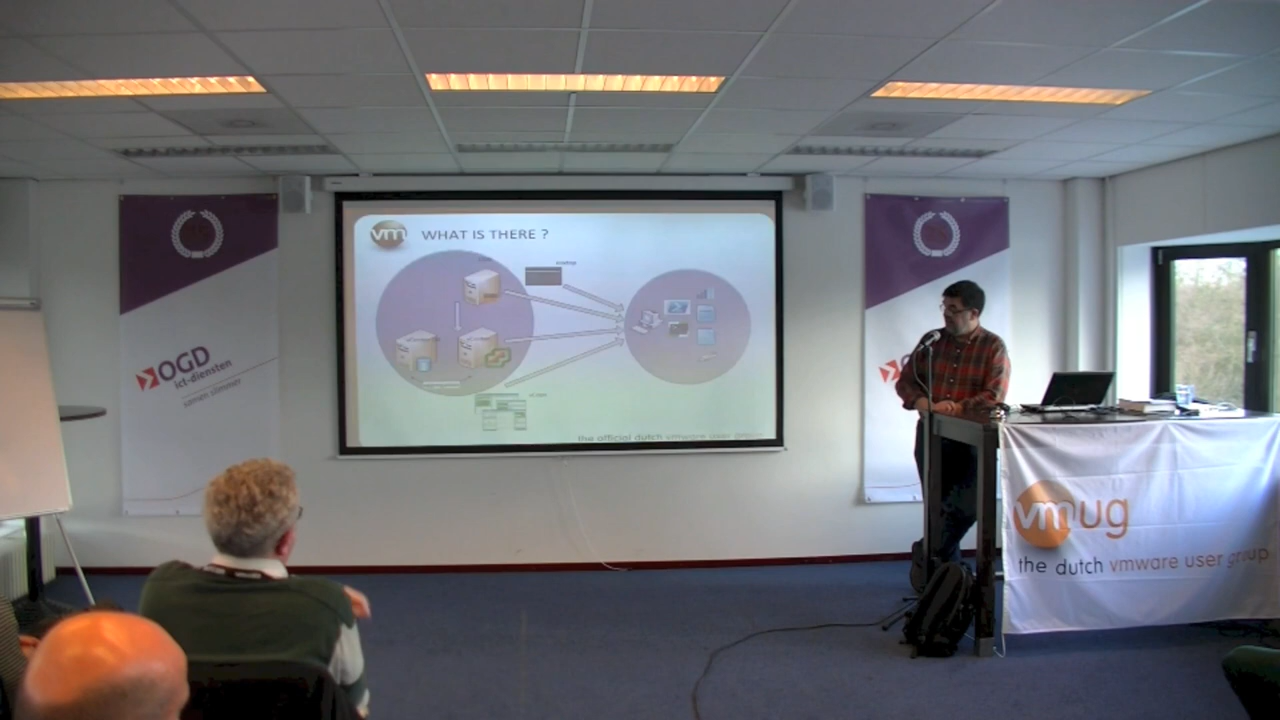 vm
WHAT IS THERE ?
the official dutch vmware user group
OGD
ict-diensten
samen slimmer
O
vmug
the dutch vmware user group